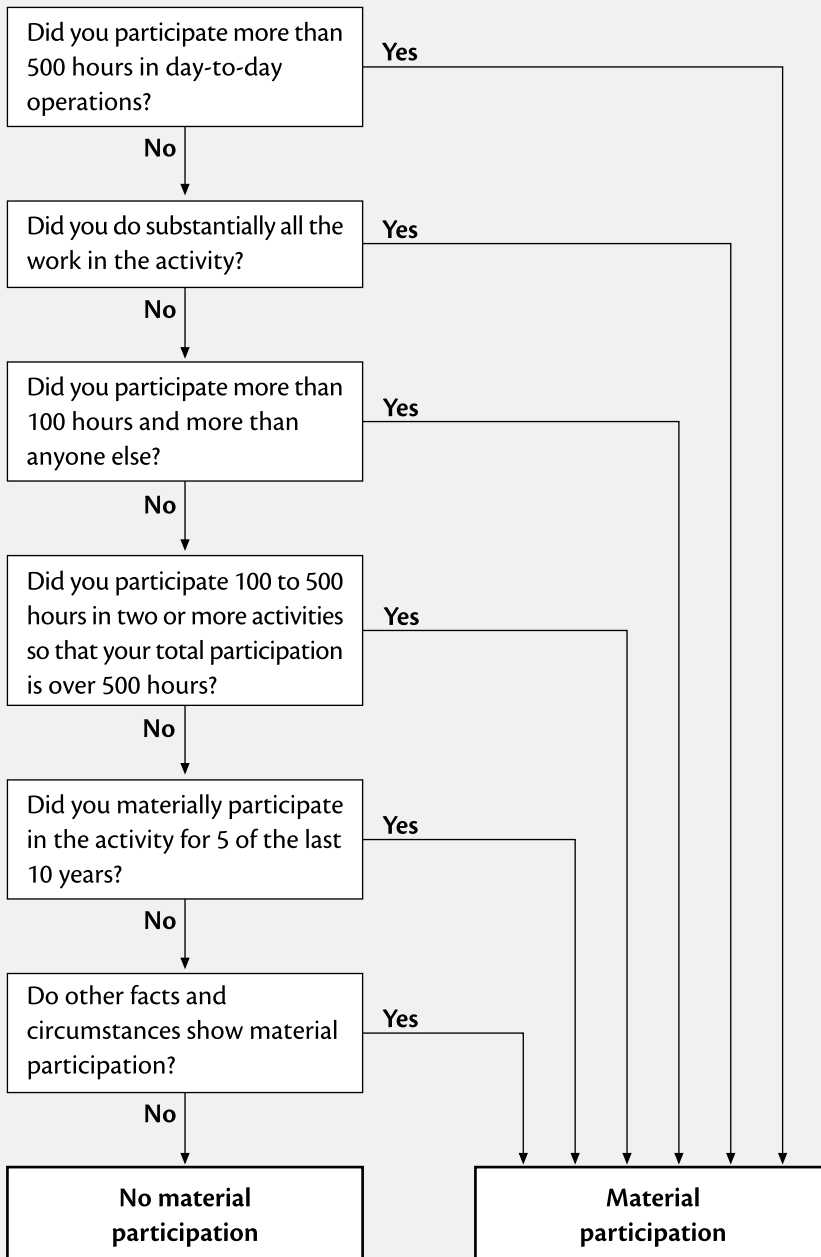 Did you participate more than
500 hours in day-to-day
operations?
Yes
No
Did you do substantially all the
work in the activity?
Yes
No
Did you participate more than
100 hours and more than
anyone else?
Yes
No
Did you participate 100 to 500
hours in two or more activities
so that your total participation
is over 500 hours?
Yes
No
Did you materially participate
in the activity for 5 of the last
10 years?
Yes
No
Do other facts and
circumstances show material
participation?
Yes
No
No material
participation
Material
participation